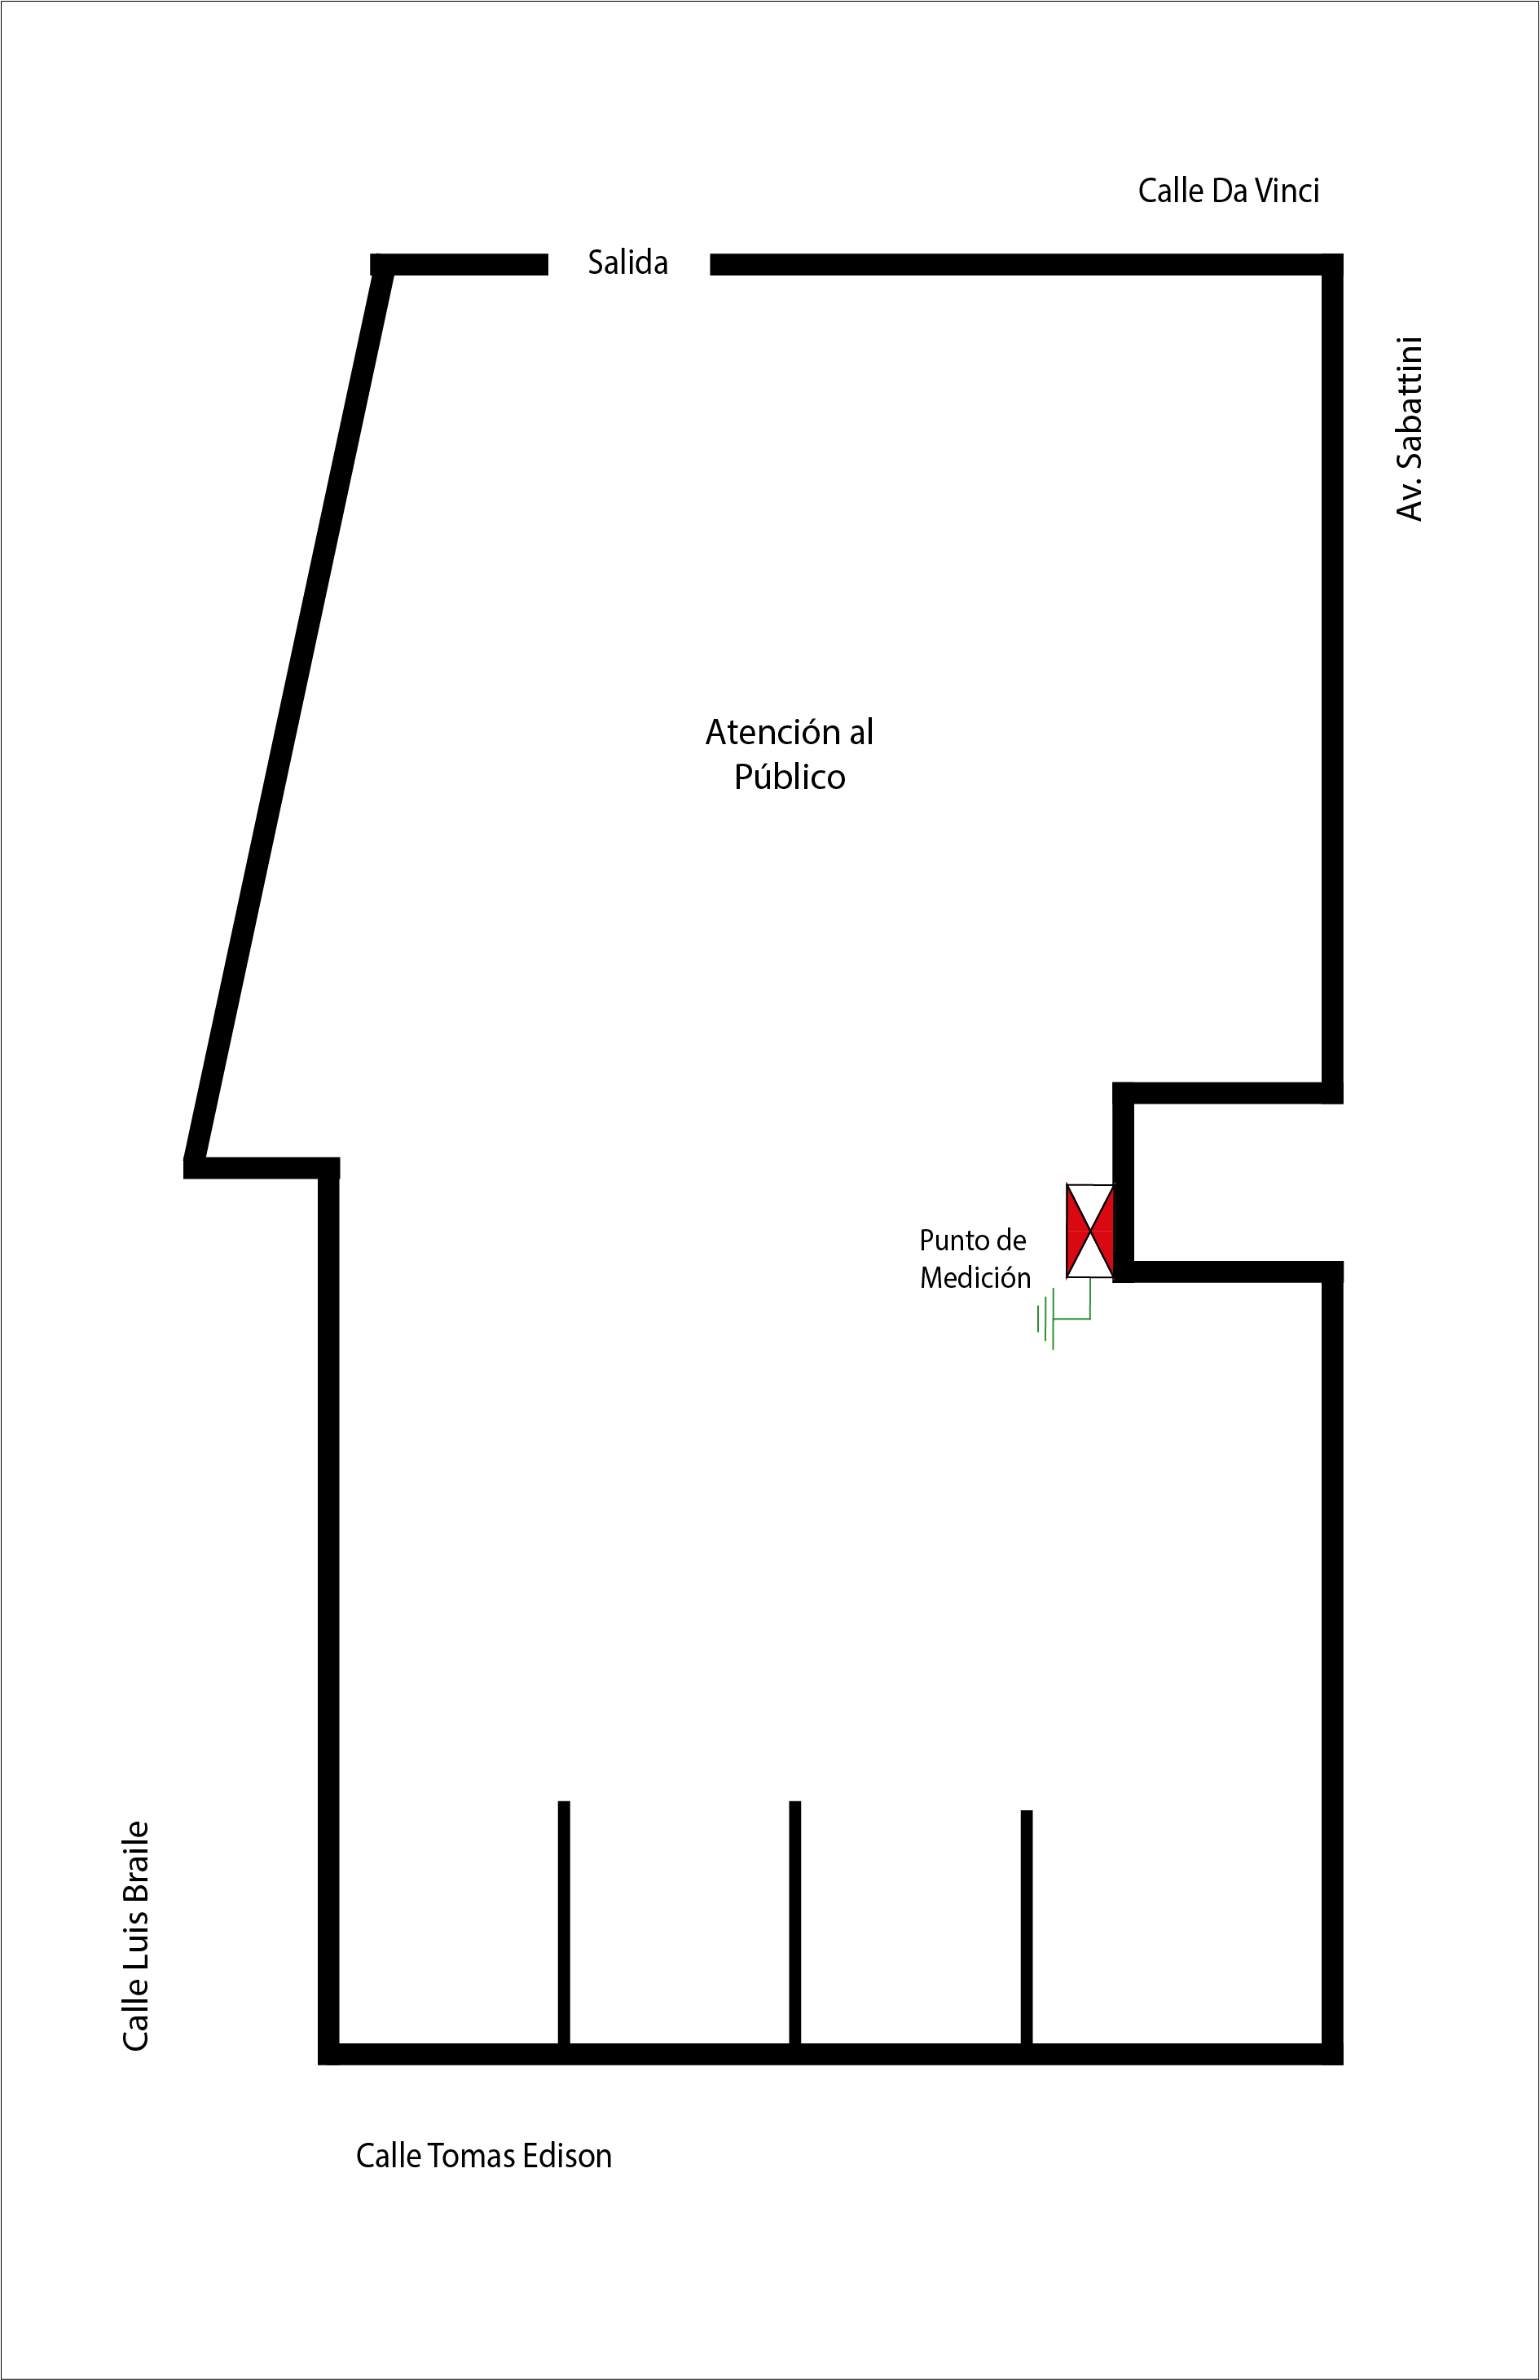 Calle Da Vinci
Salida
Av. Sabattini
Atención al
Público
Punto de
Medición
Calle Luis Braile
Calle Tomas Edison